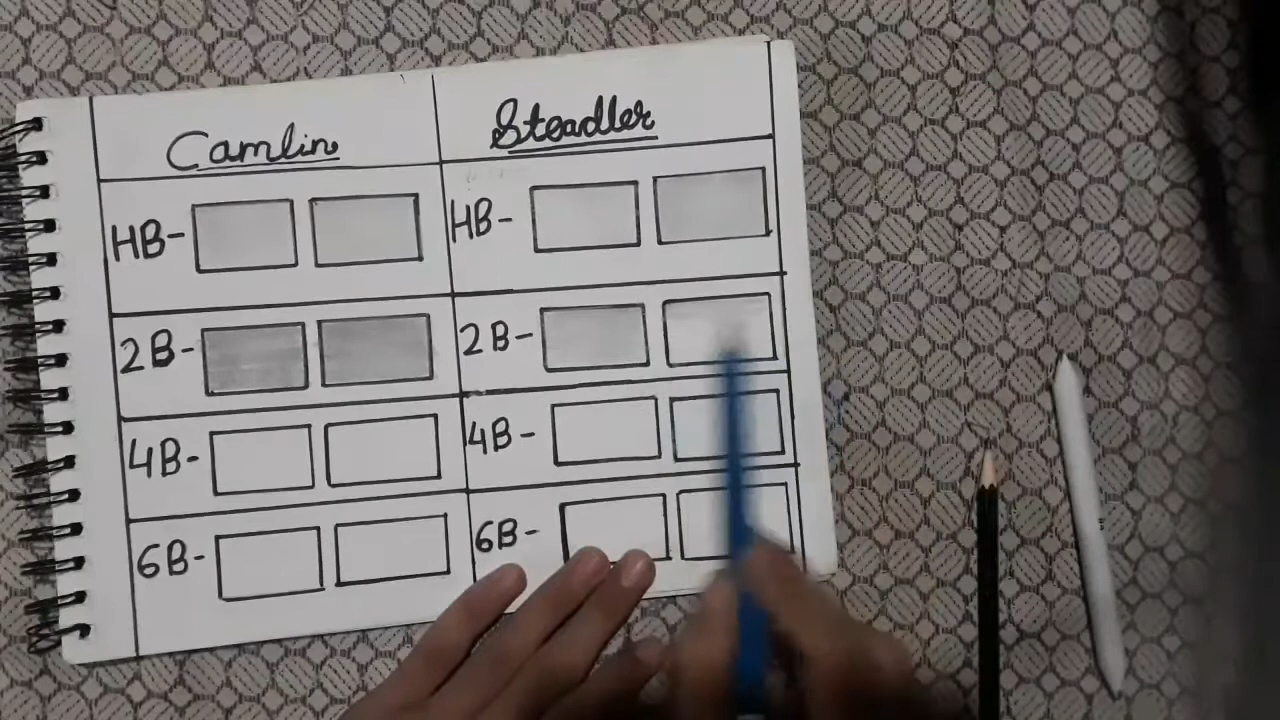 Camlin Steadler
HB- HB-
2B- 2B-
4B- 4B-
6B- 6B-